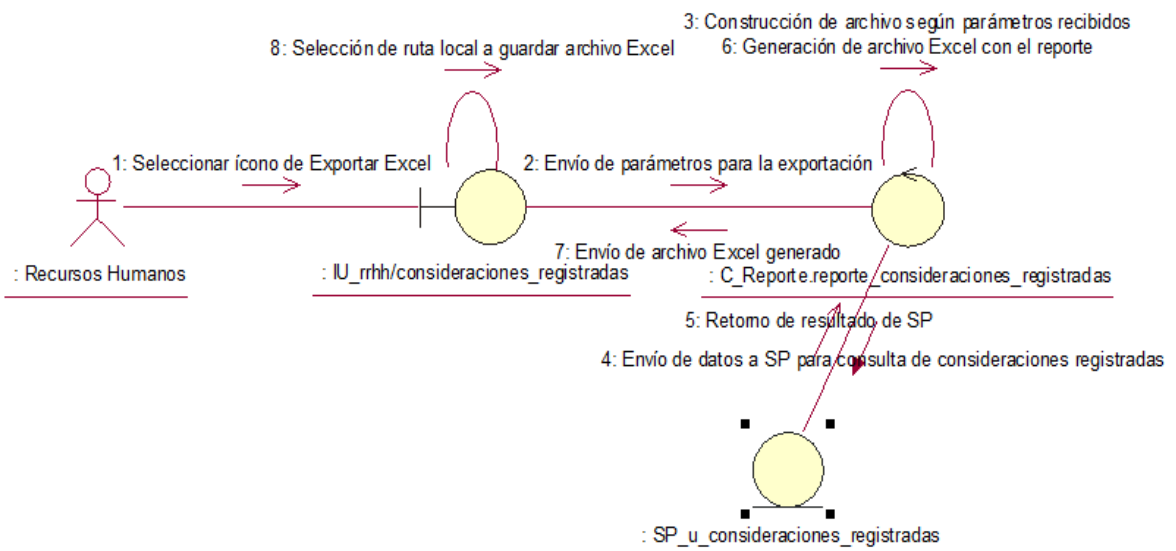 3: Construcción de archivo según parámetros recibidos
8: Selección de ruta local a guardar archivo Excel
6: Generación de archivo Excel con el reporte
1: Seleccionar ícono de Exportar Excel
2: Envío de parámetros para la exportación
7: Envío de archivo Excel generado
: Recursos Humanos
: IU_rrhh/consideraciones_registradas
: C_Reporte.reporte_consideraciones_registradas
5: Retorno de resultado de SP
4: Envío de datos a SP para consulta de consideraciones registradas
: SP_u_consideraciones_registradas